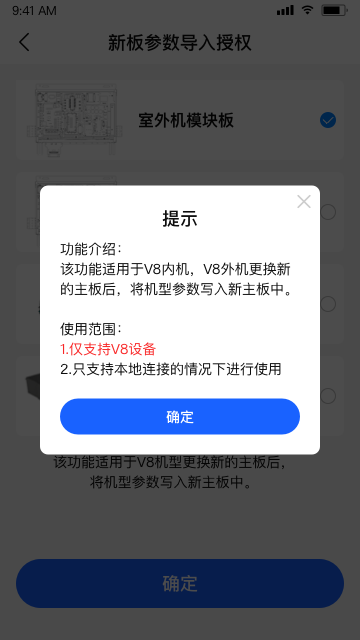 9:41 AM
新板参数导入授权
室外机模块板
提示
功能介绍：
该功能适用于V8内机，V8外机更换新
的主板后，将机型参数写入新主板中。
使用范围：
1.仅支持V8设备
2.只支持本地连接的情况下进行使用
确定
该功能适用于V8机型更换新的主板后，
将机型参数写入新主板中。
确定